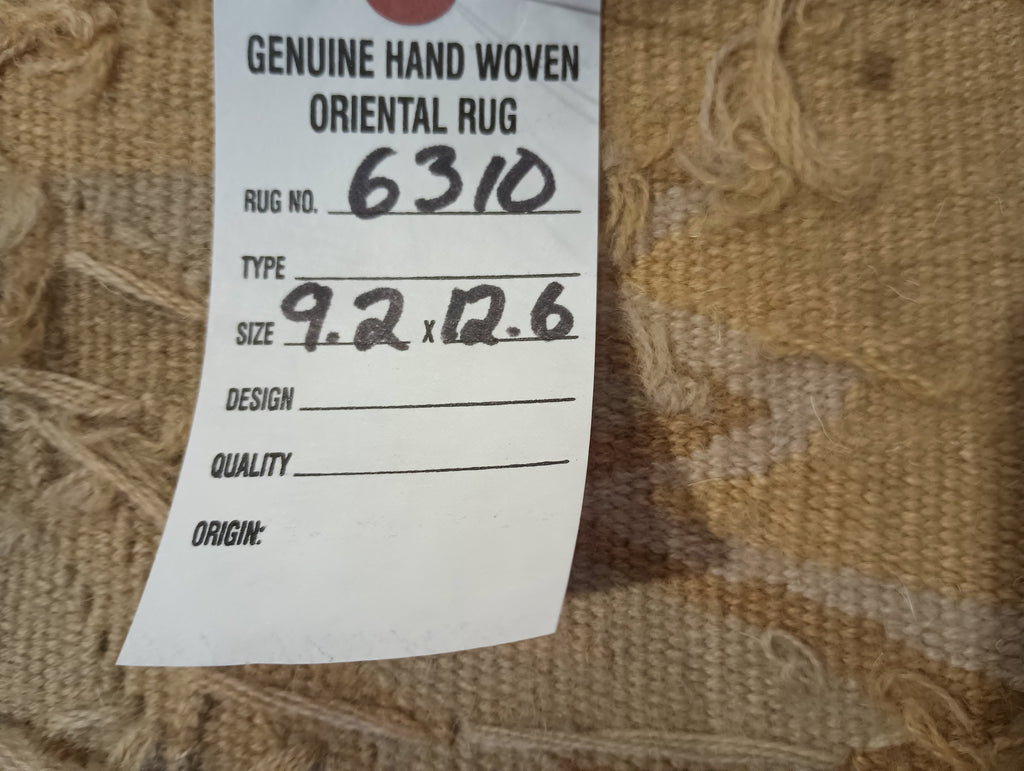 GENUINE HAND WOVEN
ORIENTAL RUG
RUG NO. 6310
TYPE
SIZE 9.2 x 12.6
DESIGN
QUALITY
ORIGIN: